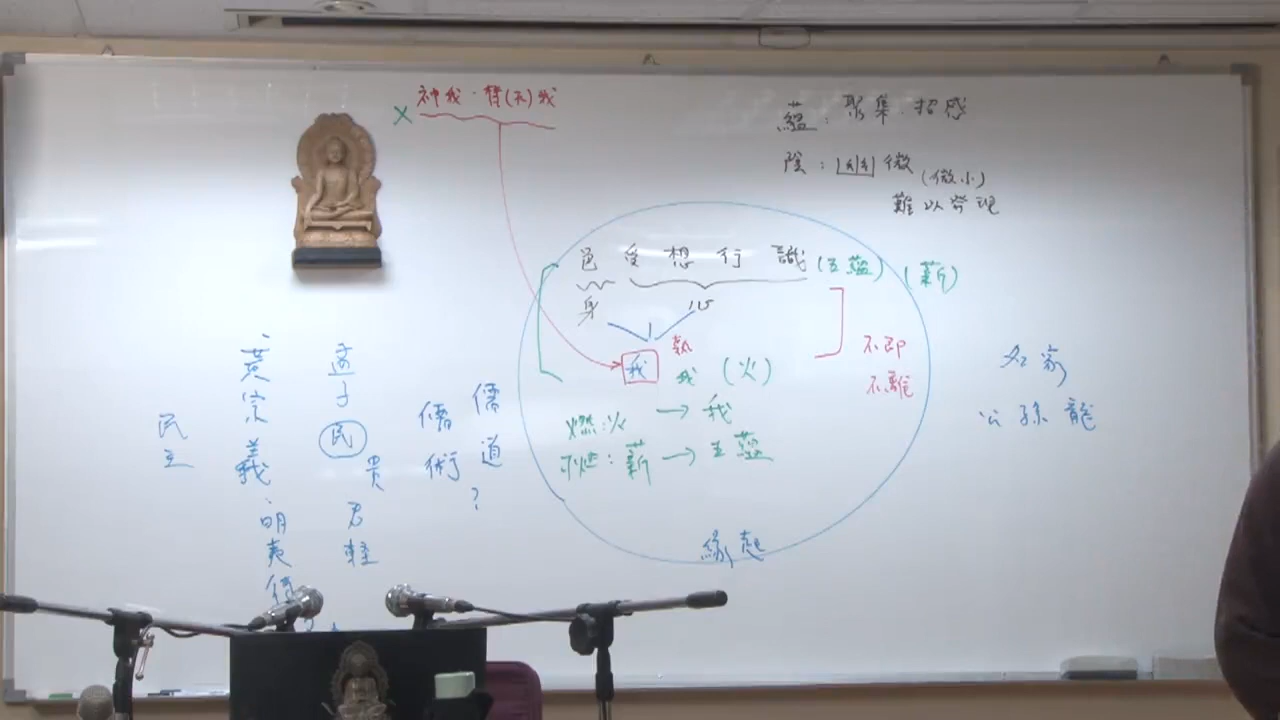 × 神我·梵(天)我
蘊：聚集·招感
陰：幽微(微小)
難以發現
色受想行識(五蘊)(薪)
身 心
我 執
我 (火)
不即
不離
燃：火 → 我
可燃：薪 → 五蘊
緣起
名家
公孫龍
儒道？
儒術
孟子 民貴 君輕
黃宗羲·明夷待
民主